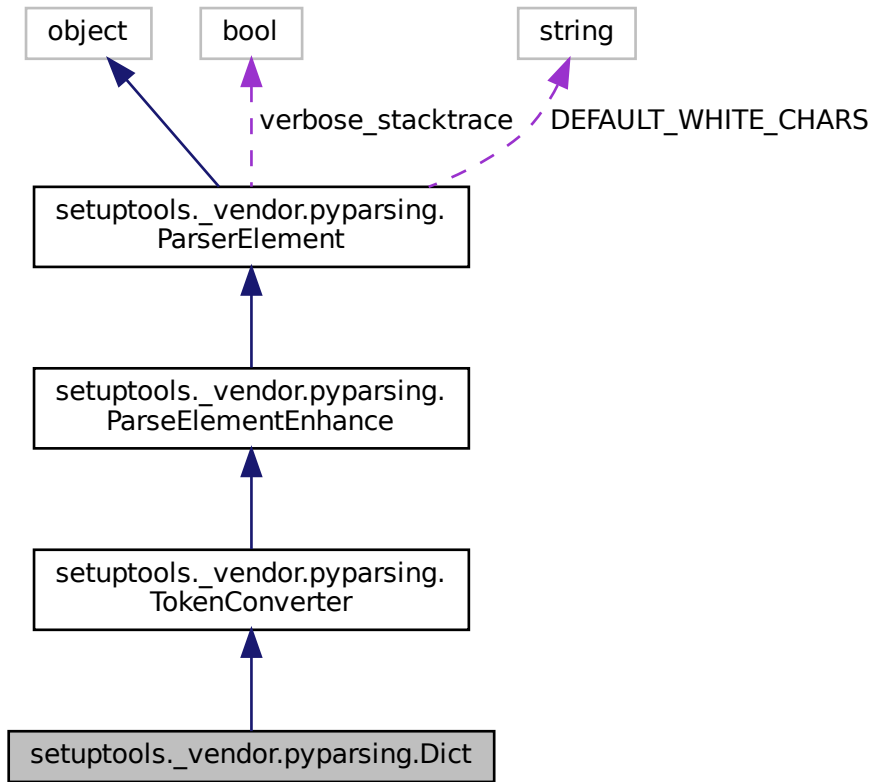 object
bool
string
verbose_stacktrace
DEFAULT_WHITE_CHARS
setuptools._vendor.pyparsing.
ParserElement
setuptools._vendor.pyparsing.
ParseElementEnhance
setuptools._vendor.pyparsing.
TokenConverter
setuptools._vendor.pyparsing.Dict